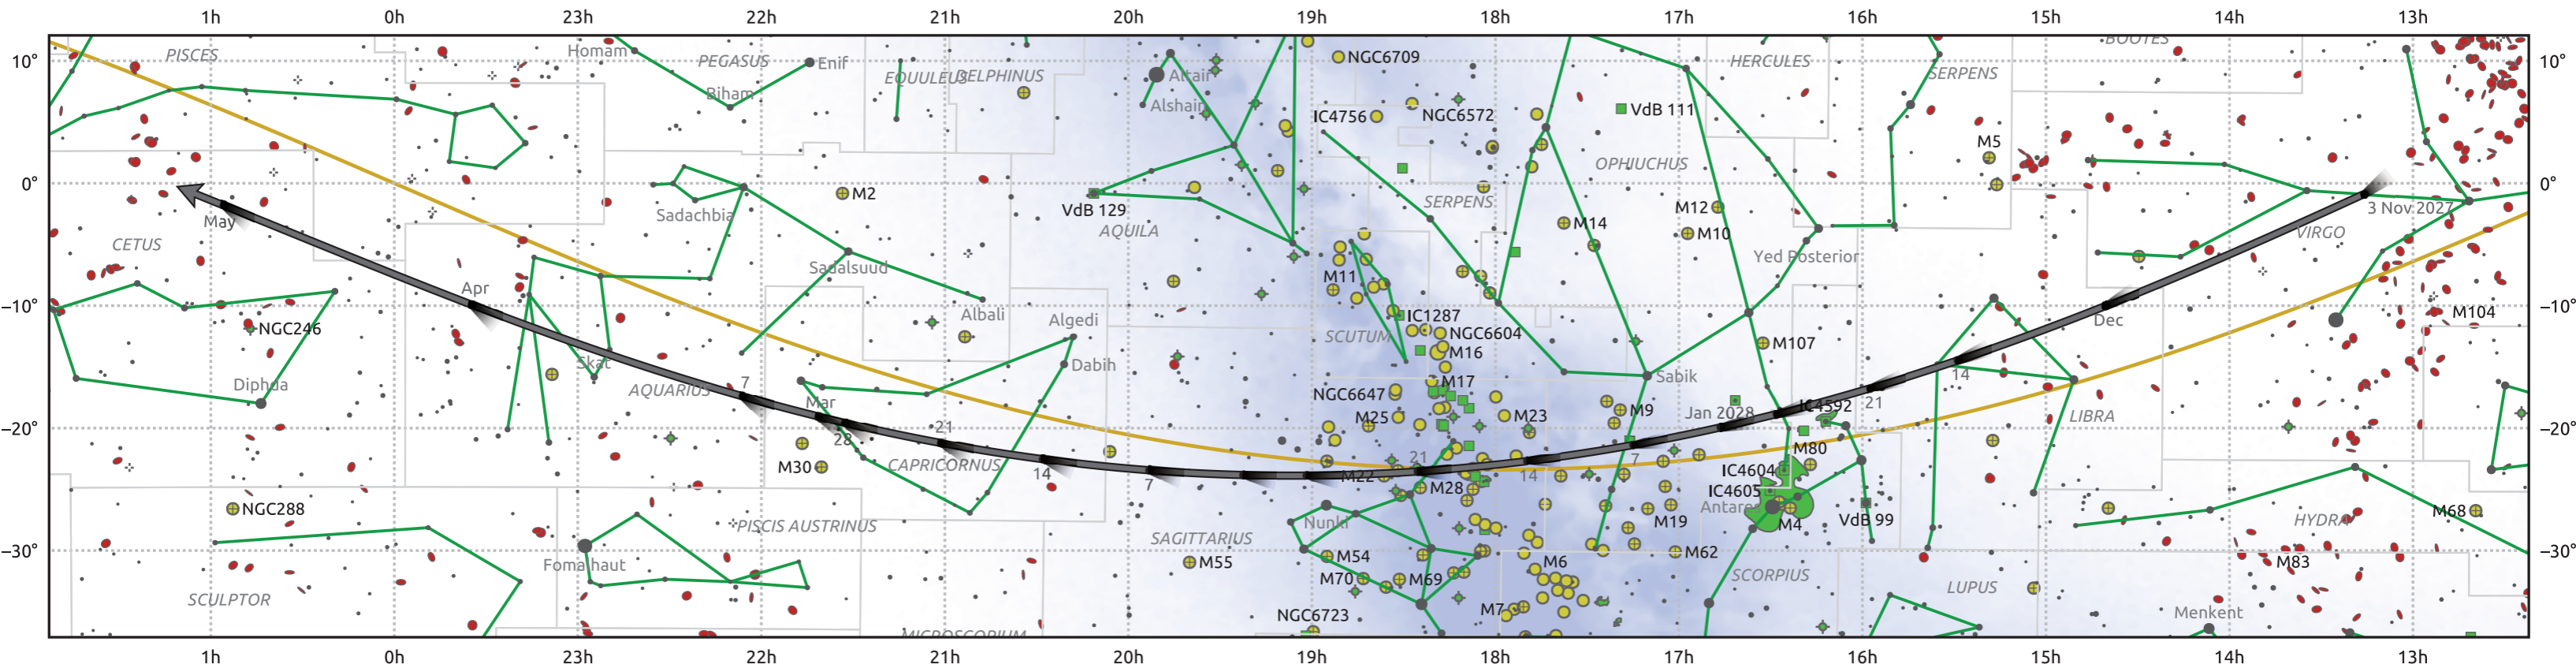 1h 0h 23h 22h 21h 20h 19h 18h 17h 16h 15h 14h 13h
10° PISCES Homam PEGASUS Enif EQUULEUS DELPHINUS Altair NGC6709 HERCULES SERPENS BOOTES 10°
Biham Alshain IC4756 NGC6572 VdB 111
M5
0° M2 OPHIUCHUS 0°
Sadachbia VdB 129 SERPENS M12 3 Nov 2027
May AQUILA M14 M10 VIRGO
CETUS Sadalsuud M11 Yed Posterior
−10° Apr Albali Algedi IC1287 Dec M104 −10°
NGC246 SCUTUM NGC6604 M107
Skat Dabih M16
Diphda AQUARIUS 7 M17 Sabik 14
Mar NGC6647 M9 IC4592 21
−20° 28 21 M25 M23 Jan 2028 LIBRA −20°
M30 CAPRICORNUS 14 7 M22 21 M28 14 7 M80
IC4604
IC4605
NGC288 PISCIS AUSTRINUS Nunki M19 Antares M4 VdB 99 HYDRA M68
−30° Fomalhaut SAGITTARIUS M55 M54 M6 M62 M83 −30°
SCULPTOR M70 M69 SCORPIUS LUPUS
NGC6723 M7 Menkent
MICROSCOPIUM
1h 0h 23h 22h 21h 20h 19h 18h 17h 16h 15h 14h 13h